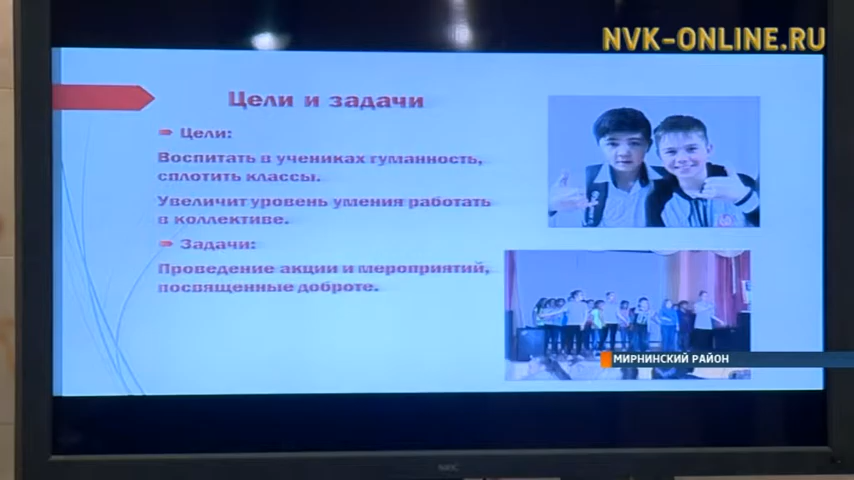 NVK-ONLINE.RU
Цели и задачи
Цели:
Воспитать в учениках гуманность,
сплотить классы.
Увеличит уровень умения работать
в коллективе.
Задачи:
Проведение акции и мероприятий,
посвященные доброте.
МИРНИНСКИЙ РАЙОН
NEC